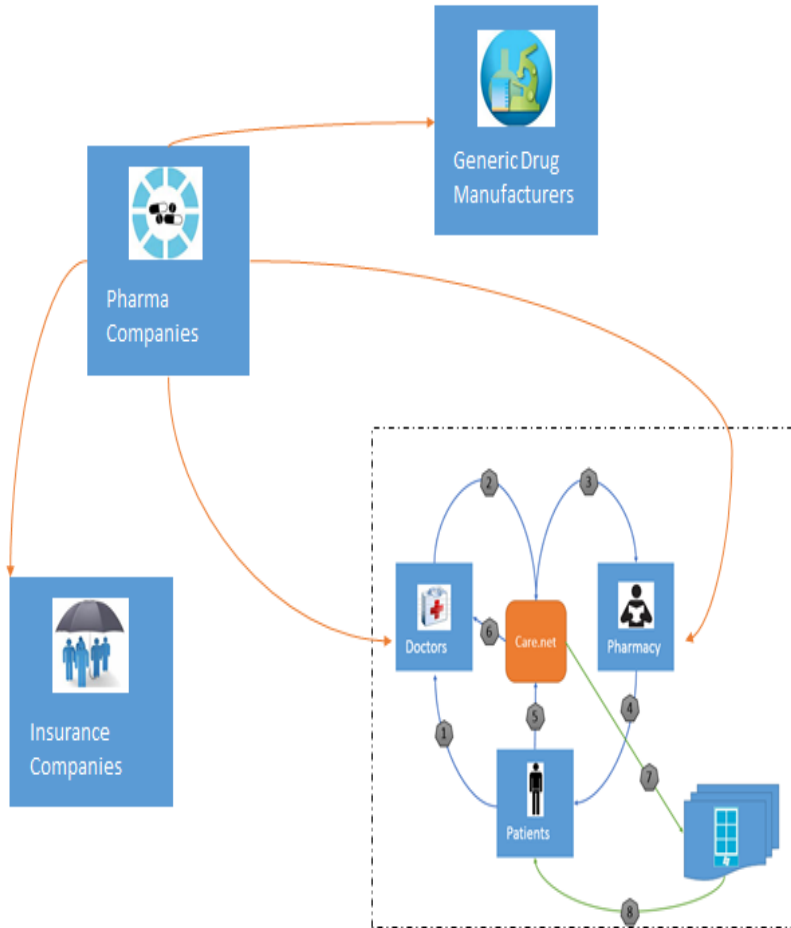 Generic Drug
Manufacturers
Pharma
Companies
2
3
Doctors
6
Care.net
Pharmacy
1
5
4
Insurance
Companies
7
Patients
8